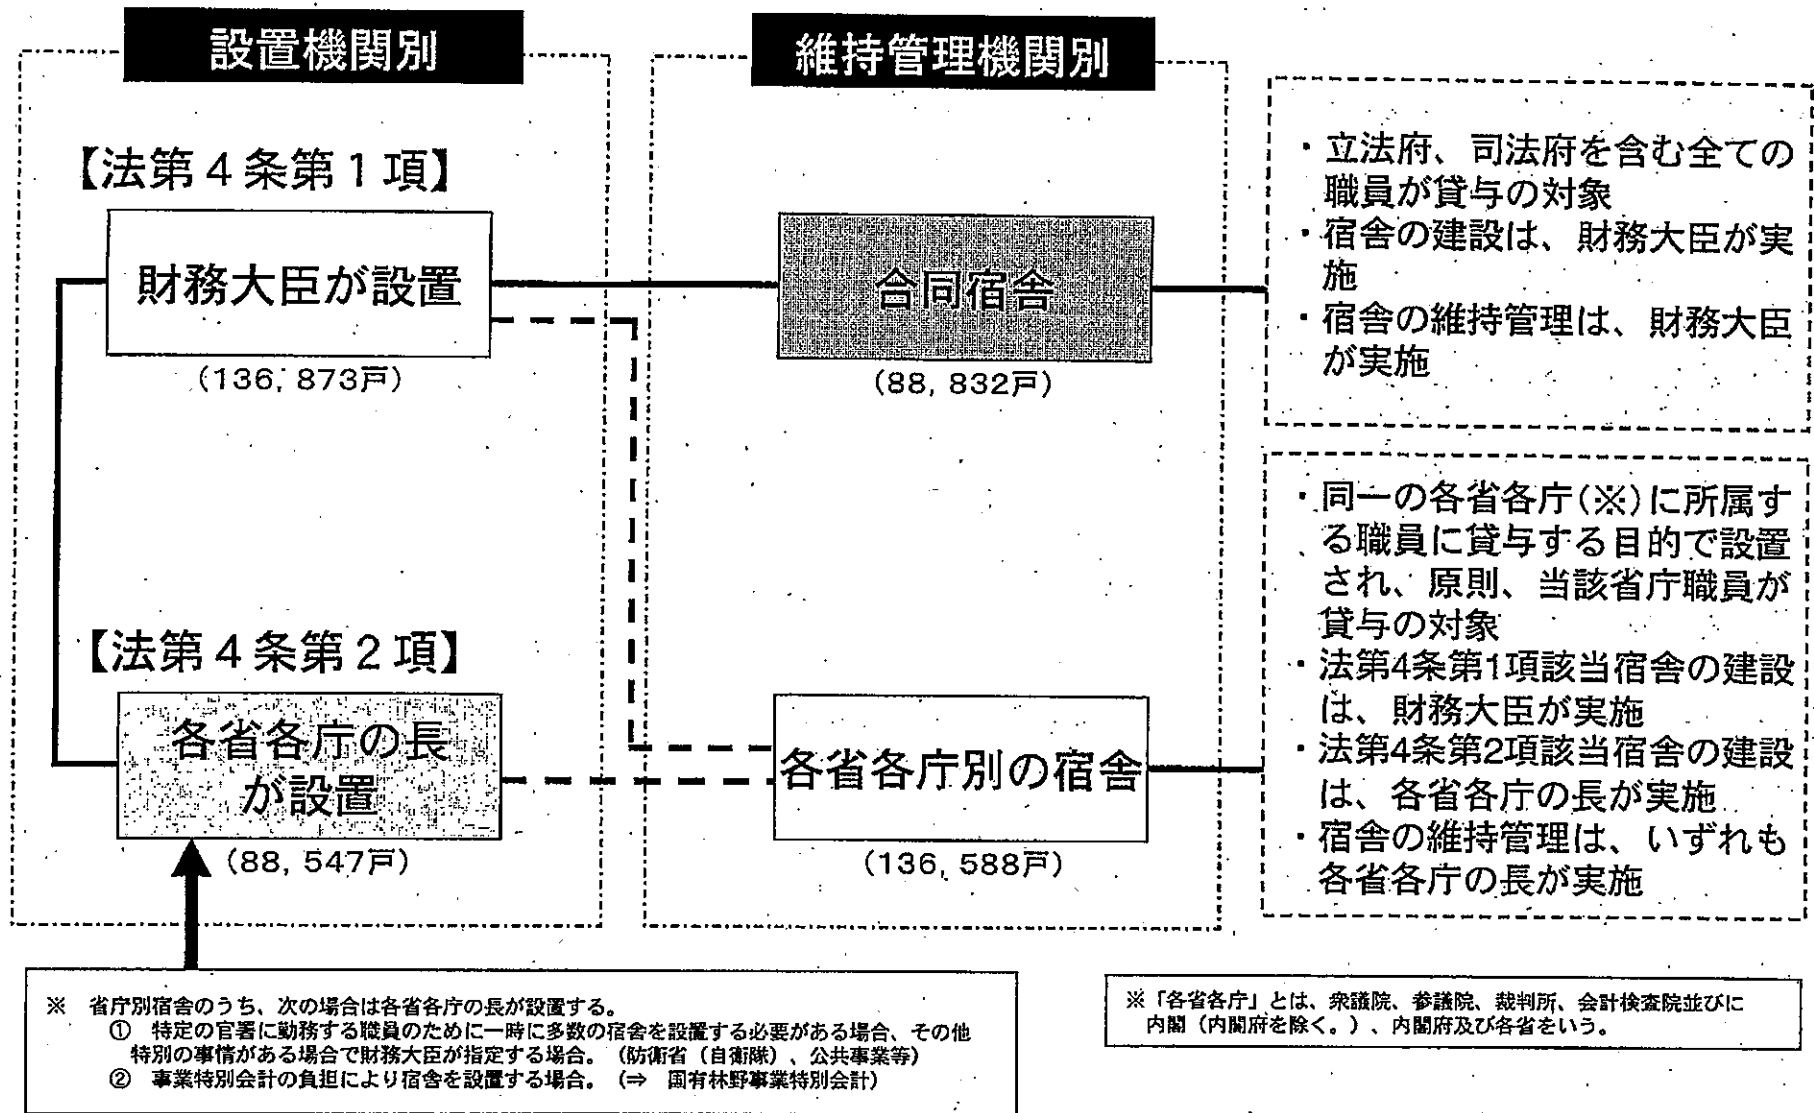 設置機関別
維持管理機関別
【法第4条第1項】
財務大臣が設置
(136, 873戸)
合同宿舎
(88, 832戸)
・立法府、司法府を含む全ての
職員が貸与の対象
・宿舎の建設は、財務大臣が実
施
・宿舎の維持管理は、財務大臣
が実施
【法第4条第2項】
各省各庁の長
が設置
(88, 547戸)
各省各庁別の宿舎
(136, 588戸)
・同一の各省各庁(※)に所属す
る職員に貸与する目的で設置
され、原則、当該省庁職員が
貸与の対象
・法第4条第1項該当宿舎の建設
は、財務大臣が実施
・法第4条第2項該当宿舎の建設
は、各省各庁の長が実施
・宿舎の維持管理は、いずれも
各省各庁の長が実施
※ 省庁別宿舎のうち、次の場合は各省各庁の長が設置する。
① 特定の官署に勤務する職員のために一時に多数の宿舎を設置する必要がある場合、その他
特別の事情がある場合で財務大臣が指定する場合。（防衛省（自衛隊）、公共事業等）
② 事業特別会計の負担により宿舎を設置する場合。（⇒ 国有林野事業特別会計）
※「各省各庁」とは、衆議院、参議院、裁判所、会計検査院並びに
内閣（内閣府を除く。）、内閣府及び各省をいう。